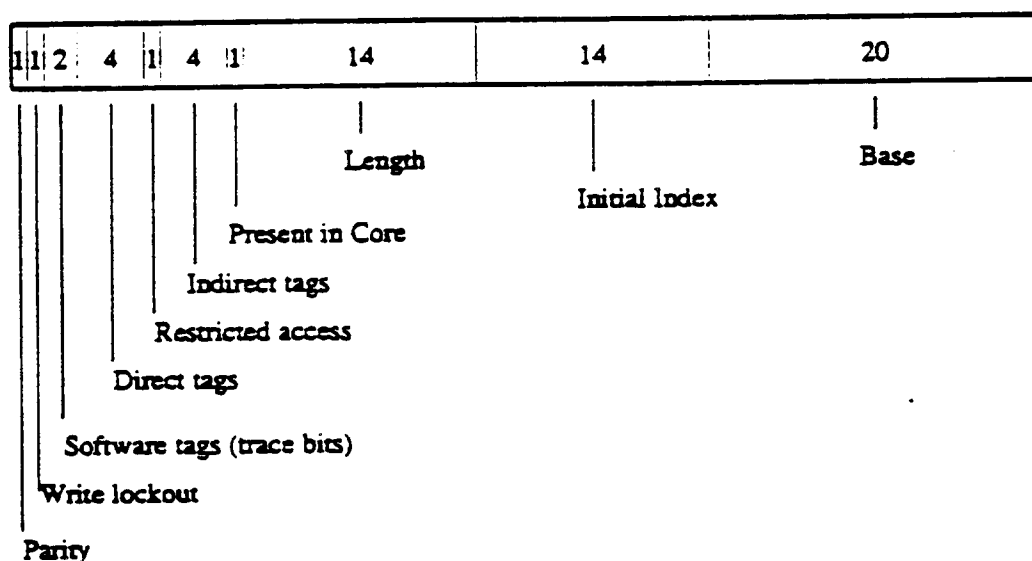 1 1 2 4 1 4 1 14 14 20
Length
Base
Initial Index
Present in Core
Indirect tags
Restricted access
Direct tags
Software tags (trace bits)
Write lockout
Parity